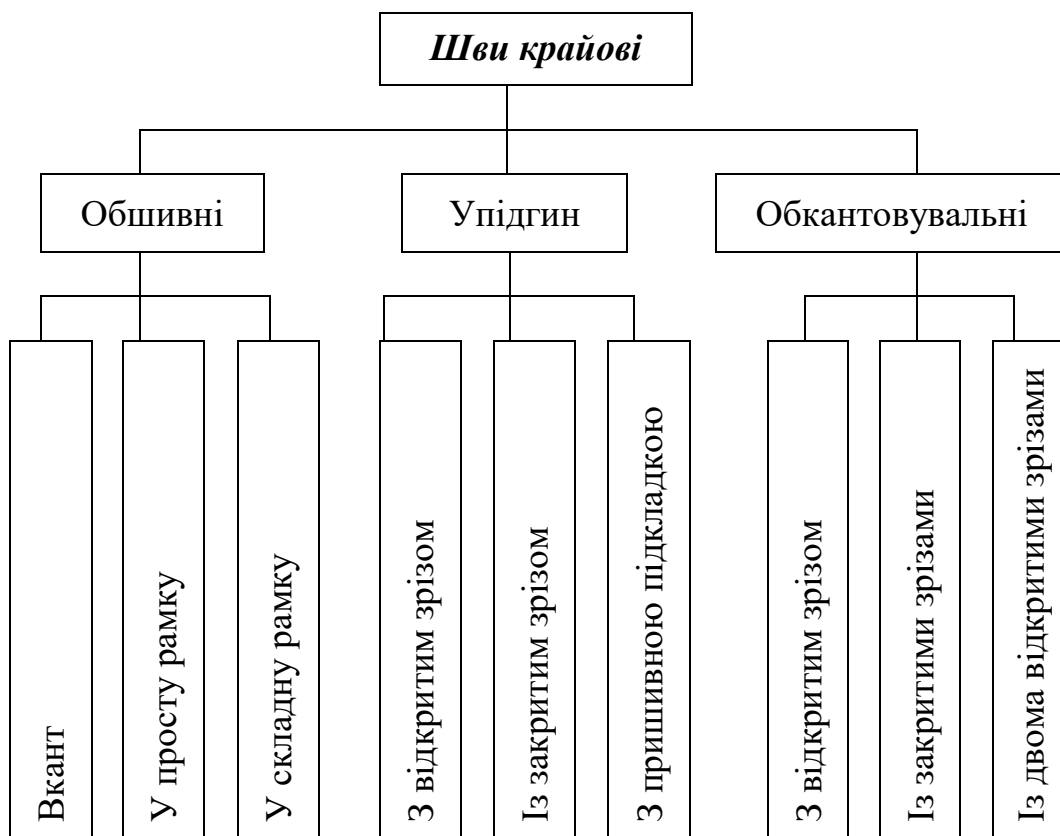 Шви крайові
Обшивні
Упідгин
Обкантовувальні
Вкант
У просту рамку
У складну рамку
З відкритим зрізом
Із закритим зрізом
З пришивною підкладкою
З відкритим зрізом
Із закритими зрізами
Із двома відкритими зрізами